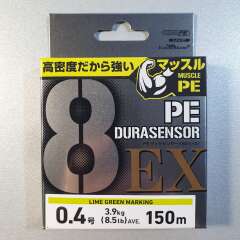 高密度だから強い
マッスル
MUSCLE
PE
8
PE
DURASENSOR
EX
LIME GREEN MARKING
0.4号
3.9kg
(8.5lb)AVE.
150m